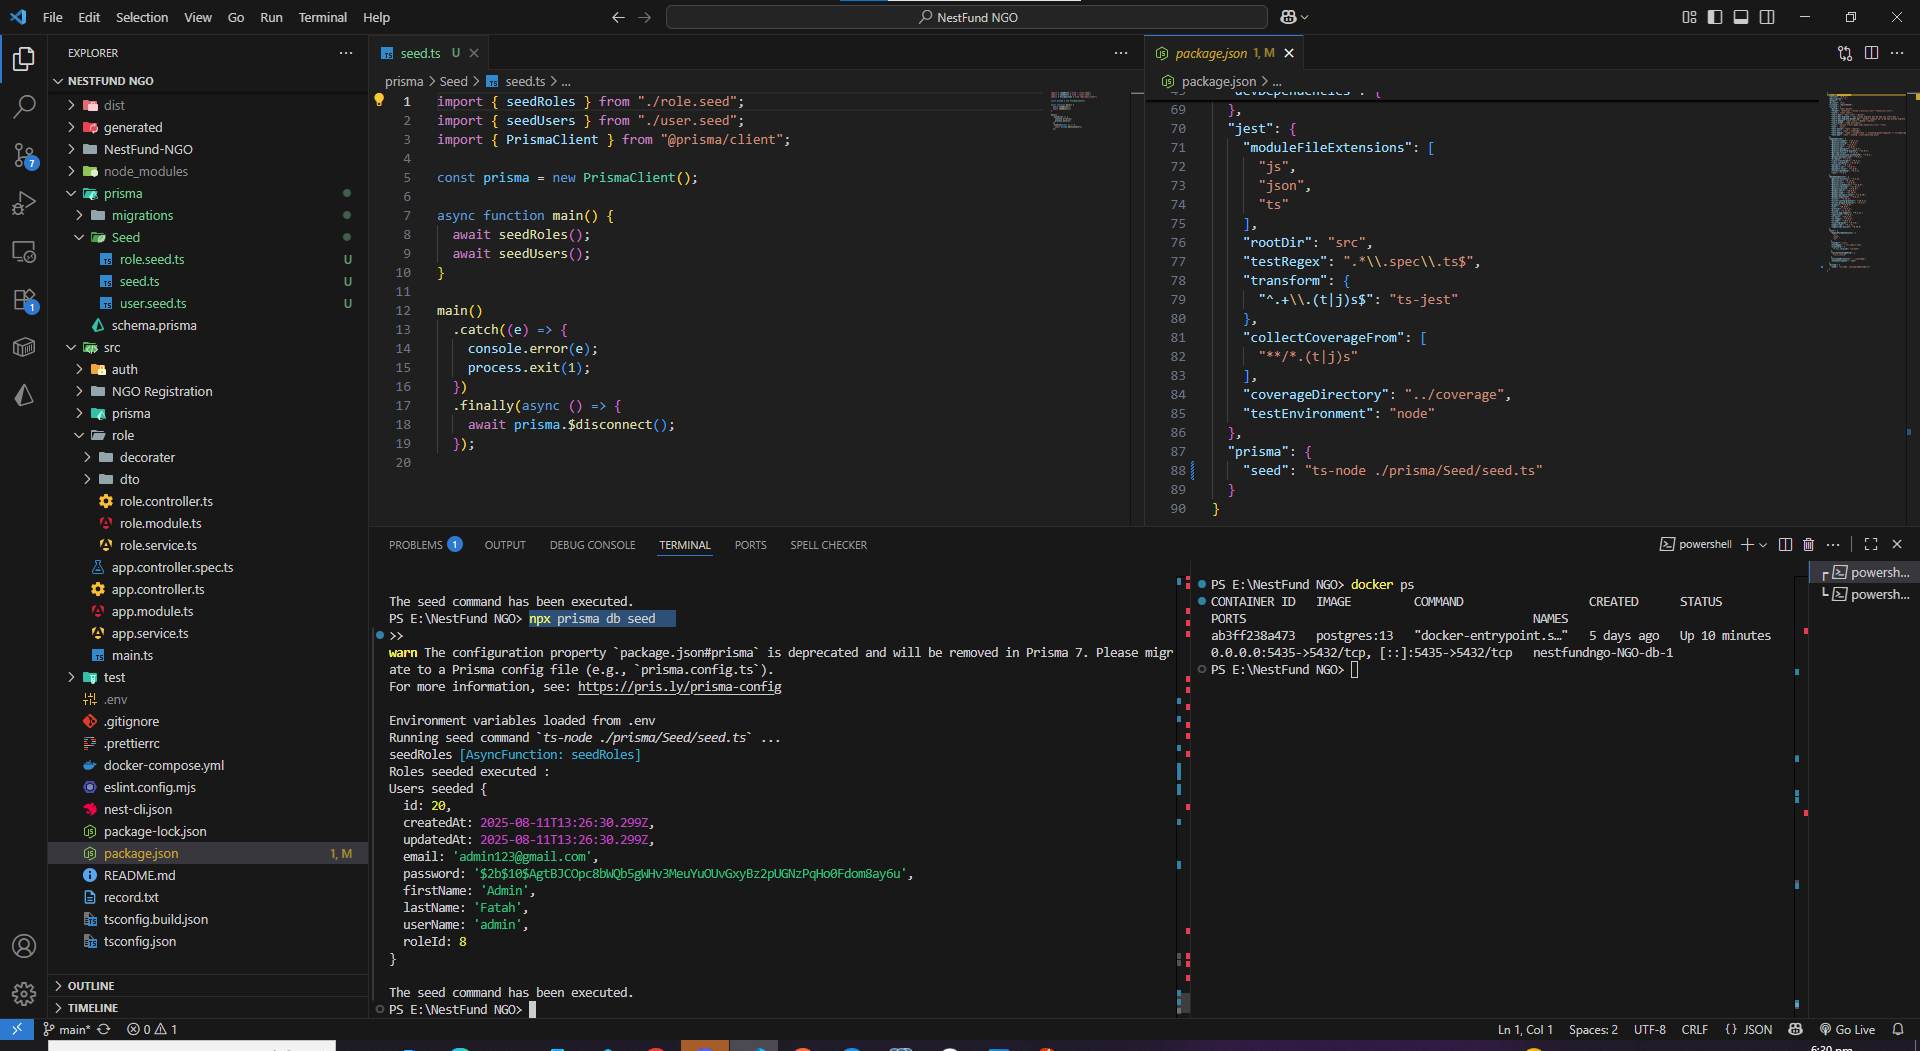 File Edit Selection View Go Run Terminal Help
NestFund NGO
EXPLORER
NESTFUND NGO
dist
generated
NestFund-NGO
node_modules
prisma
migrations
Seed
role.seed.ts U
seed.ts U
user.seed.ts U
schema.prisma
src
auth
NGO Registration
prisma
role
decorater
dto
role.controller.ts
role.module.ts
role.service.ts
app.controller.spec.ts
app.controller.ts
app.module.ts
app.service.ts
main.ts
test
.env
.gitignore
.prettierrc
docker-compose.yml
eslint.config.mjs
nest-cli.json
package-lock.json
package.json 1, M
README.md
record.txt
tsconfig.build.json
tsconfig.json
OUTLINE
TIMELINE
7
1
seed.ts U
prisma > Seed > seed.ts > ...
1 import { seedRoles } from "./role.seed";
2 import { seedUsers } from "./user.seed";
3 import { PrismaClient } from "@prisma/client";
4
5 const prisma = new PrismaClient();
6
7 async function main() {
8 await seedRoles();
9 await seedUsers();
10 }
11
12 main()
13 .catch((e) => {
14 console.error(e);
15 process.exit(1);
16 })
17 .finally(async () => {
18 await prisma.$disconnect();
19 });
20
package.json 1, M
package.json > ...
"devDependencies": {
69 },
70 "jest": {
71 "moduleFileExtensions": [
72 "js",
73 "json",
74 "ts"
75 ],
76 "rootDir": "src",
77 "testRegex": ".*\\.spec\\.ts$",
78 "transform": {
79 "^.+\\.(t|j)s$": "ts-jest"
80 },
81 "collectCoverageFrom": [
82 "**/*.(t|j)s"
83 ],
84 "coverageDirectory": "../coverage",
85 "testEnvironment": "node"
86 },
87 "prisma": {
88 "seed": "ts-node ./prisma/Seed/seed.ts"
89 }
90 }
PROBLEMS 1 OUTPUT DEBUG CONSOLE TERMINAL PORTS SPELL CHECKER
powershell
The seed command has been executed.
PS E:\NestFund NGO> npx prisma db seed
>>
warn The configuration property `package.json#prisma` is deprecated and will be removed in Prisma 7. Please migr
ate to a Prisma config file (e.g., `prisma.config.ts`).
For more information, see: https://pris.ly/prisma-config
Environment variables loaded from .env
Running seed command `ts-node ./prisma/Seed/seed.ts` ...
seedRoles [AsyncFunction: seedRoles]
Roles seeded executed :
Users seeded {
id: 20,
createdAt: 2025-08-11T13:26:30.299Z,
updatedAt: 2025-08-11T13:26:30.299Z,
email: 'admin123@gmail.com',
password: '$2b$10$AgtBJCOpc8bWQb5gWHv3MeuYuOUvGxyBz2pUGNzPqHo0Fdom8ay6u',
firstName: 'Admin',
lastName: 'Fatah',
userName: 'admin',
roleId: 8
}
The seed command has been executed.
PS E:\NestFund NGO>
PS E:\NestFund NGO> docker ps
CONTAINER ID IMAGE COMMAND CREATED STATUS
PORTS NAMES
ab3ff238a473 postgres:13 "docker-entrypoint.s…" 5 days ago Up 10 minutes
0.0.0.0:5435->5432/tcp, [::]:5435->5432/tcp nestfundngo-NGO-db-1
PS E:\NestFund NGO>
powersh...
powersh...
main* 0 1
Ln 1, Col 1 Spaces: 2 UTF-8 CRLF {} JSON Go Live
6:30 pm